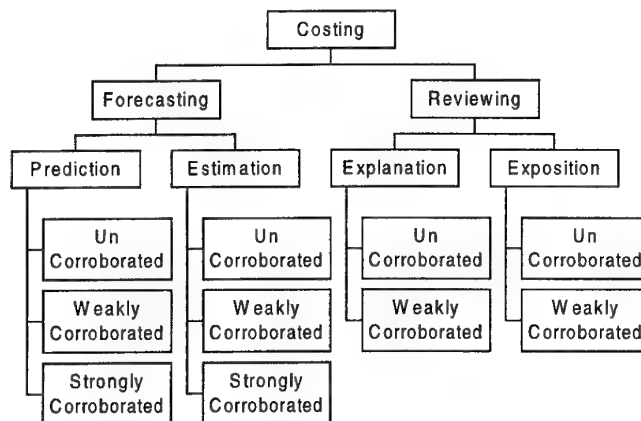 Costing
Forecasting
Reviewing
Prediction
Estimation
Explanation
Exposition
Un
Corroborated
Un
Corroborated
Un
Corroborated
Un
Corroborated
Weakly
Corroborated
Weakly
Corroborated
Weakly
Corroborated
Weakly
Corroborated
Strongly
Corroborated
Strongly
Corroborated